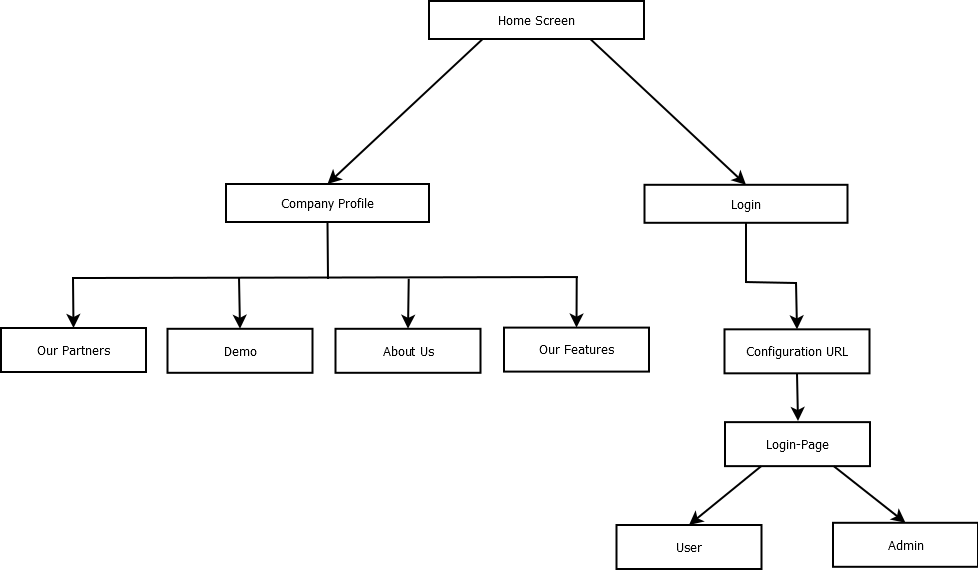 Home Screen
Company Profile
Login
Our Partners
Demo
About Us
Our Features
Configuration URL
Login-Page
User
Admin